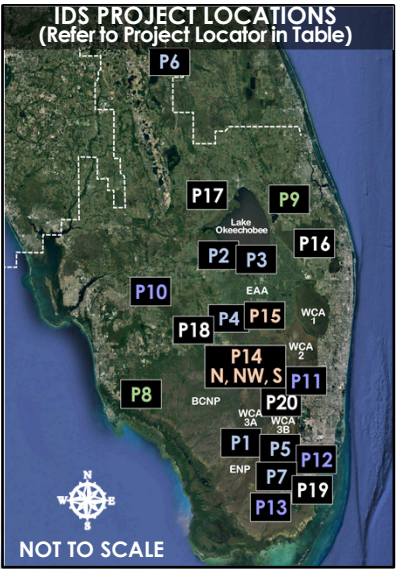 IDS PROJECT LOCATIONS
(Refer to Project Locator in Table)
P6
P17
P9
Lake
Okeechobee
P16
P2
P3
P10
EAA
WCA
1
P4
P15
P18
WCA
2
P14
N, NW, S
P11
P8
BCNP
P20
WCA
3A
WCA
3B
P1
P5
P12
ENP
P7
P19
P13
N
W
E
S
NOT TO SCALE